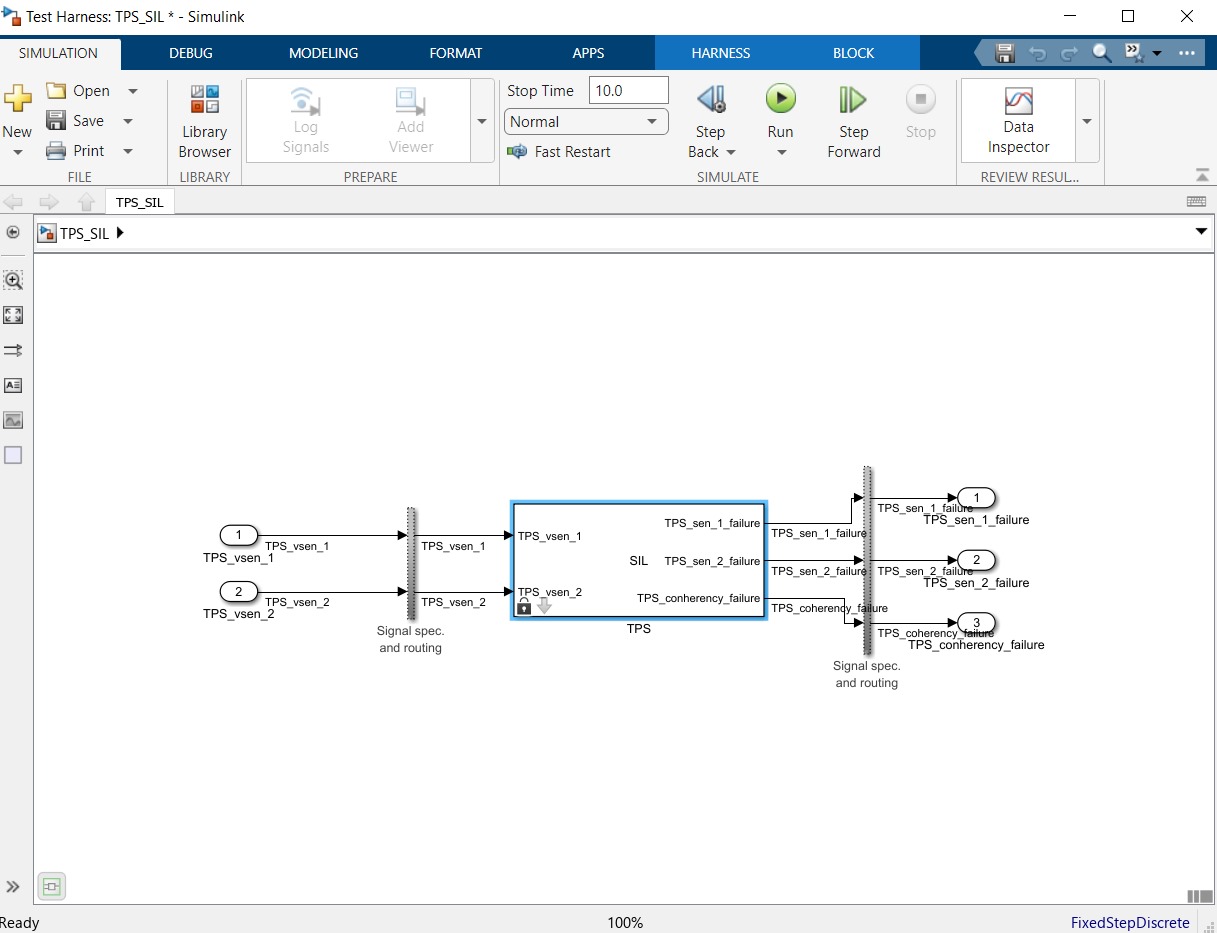 Test Harness: TPS_SIL * - Simulink
SIMULATION DEBUG MODELING FORMAT APPS HARNESS BLOCK
New
Open
Save
Print
FILE
Library
Browser
LIBRARY
Log
Signals
Add
Viewer
PREPARE
Stop Time 10.0
Normal
Fast Restart
Step
Back
Run
Step
Forward
Stop
SIMULATE
Data
Inspector
REVIEW RESUL...
TPS_SIL
TPS_SIL
1
TPS_vsen_1
TPS_vsen_1
2
TPS_vsen_2
TPS_vsen_2
Signal spec.
and routing
TPS_vsen_1
TPS_vsen_2
TPS_vsen_1
TPS_vsen_2
SIL
TPS_sen_1_failure
TPS_sen_2_failure
TPS_conherency_failure
TPS
TPS_sen_1_failure
TPS_sen_2_failure
TPS_coherency_failure
Signal spec.
and routing
TPS_sen_1_failure
1
TPS_sen_1_failure
TPS_sen_2_failure
2
TPS_sen_2_failure
TPS_coherency_failure
3
TPS_conherency_failure
Ready
100%
FixedStepDiscrete